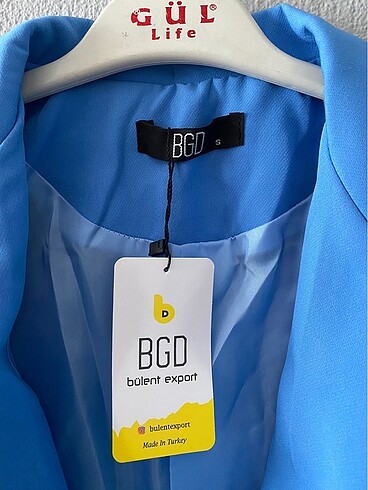 GÜL
Life
BGD S
b
D
BGD
bülent export
bulentexport
Made In Turkey